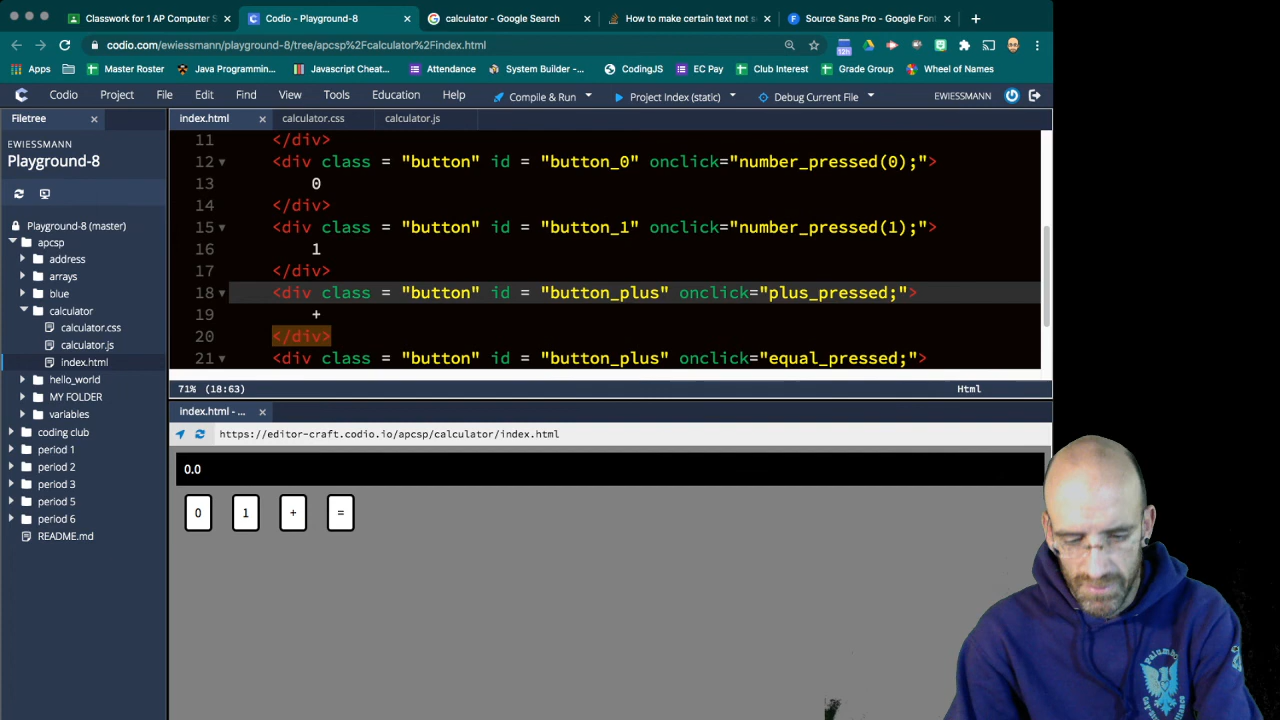 Classwork for 1 AP Computer S
Codio - Playground-8
calculator - Google Search
How to make certain text not s
Source Sans Pro - Google Font
codio.com/ewiessmann/playground-8/tree/apcsp%2Fcalculator%2Findex.html
12h
Apps
Master Roster
Java Programmin...
Javascript Cheat...
Attendance
System Builder -...
CodingJS
EC Pay
Club Interest
Grade Group
Wheel of Names
Codio Project File Edit Find View Tools Education Help
Compile & Run
Project Index (static)
Debug Current File
EWIESSMANN
Filetree
index.html
calculator.css
calculator.js
EWIESSMANN
Playground-8
Playground-8 (master)
apcsp
address
arrays
blue
calculator
calculator.css
calculator.js
index.html
hello_world
MY FOLDER
variables
coding club
period 1
period 2
period 3
period 5
period 6
README.md
11 </div>
12 <div class = "button" id = "button_0" onclick="number_pressed(0);">
13 0
14 </div>
15 <div class = "button" id = "button_1" onclick="number_pressed(1);">
16 1
17 </div>
18 <div class = "button" id = "button_plus" onclick="plus_pressed;">
19 +
20 </div>
21 <div class = "button" id = "button_plus" onclick="equal_pressed;">
71% (18:63)
Html
index.html - ...
https://editor-craft.codio.io/apcsp/calculator/index.html
0.0
0 1 + =